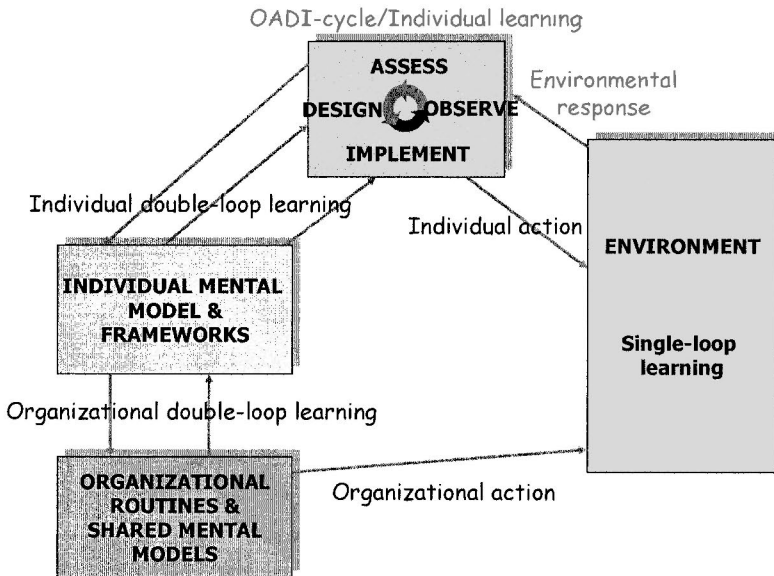 OADI-cycle/Individual learning
ASSESS
DESIGN OBSERVE
IMPLEMENT
Environmental
response
Individual double-loop learning
Individual action
ENVIRONMENT
Single-loop
learning
INDIVIDUAL MENTAL
MODEL &
FRAMEWORKS
Organizational double-loop learning
ORGANIZATIONAL
ROUTINES &
SHARED MENTAL
MODELS
Organizational action